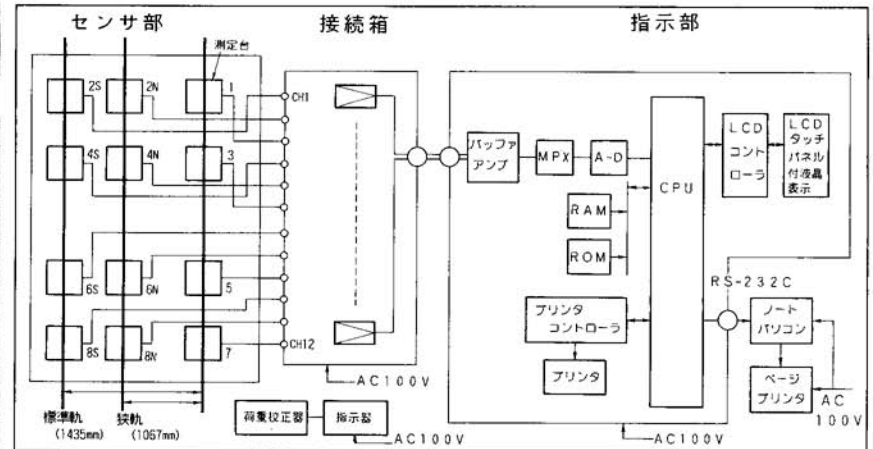 センサ部
接続箱
指示部
測定台
2S
2N
1
4S
4N
3
6S
6N
5
8S
8N
7
標準軌
(1435mm)
狭軌
(1067mm)
CH1
CH12
AC100V
荷重校正器
指示器
AC100V
バッファ
アンプ
MPX
A-D
CPU
RAM
ROM
LCD
コント
ローラ
LCD
タッチ
パネル
付液晶
表示
RS-232C
プリンタ
コントローラ
プリンタ
ノート
パソコン
ページ
プリンタ
AC
100V
AC100V